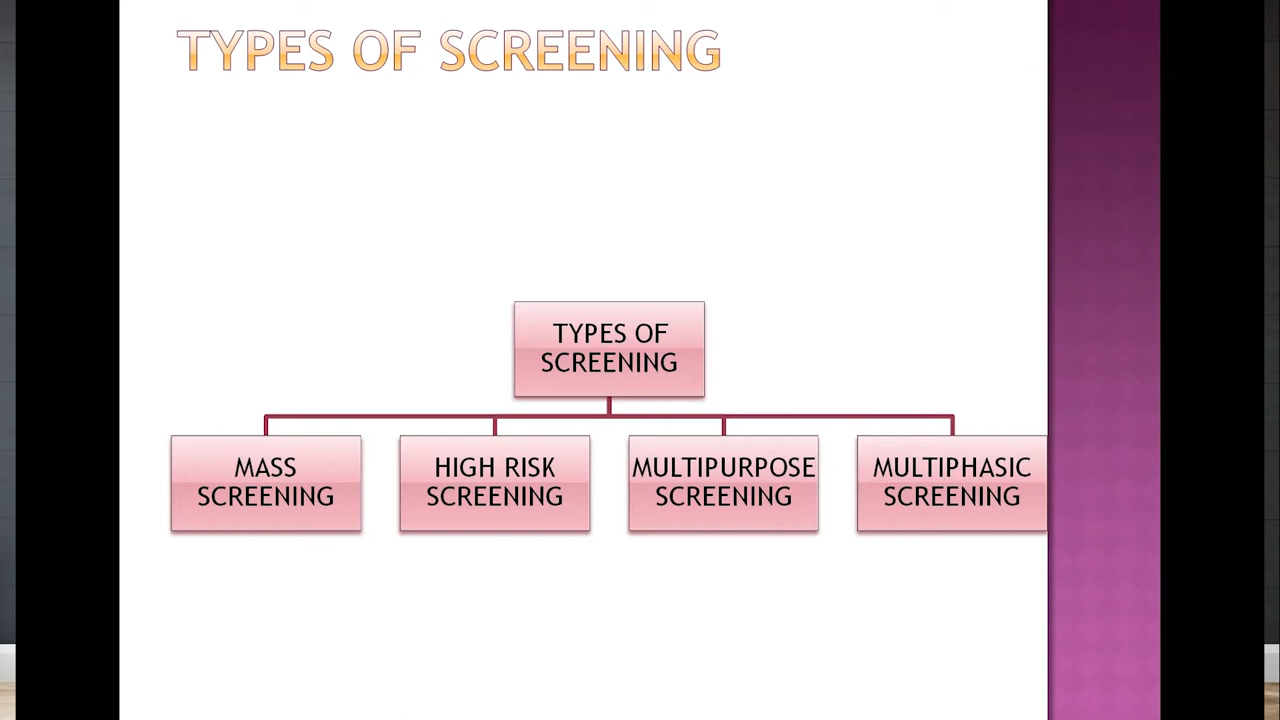 TYPES OF SCREENING
TYPES OF
SCREENING
MASS
SCREENING
HIGH RISK
SCREENING
MULTIPURPOSE
SCREENING
MULTIPHASIC
SCREENING